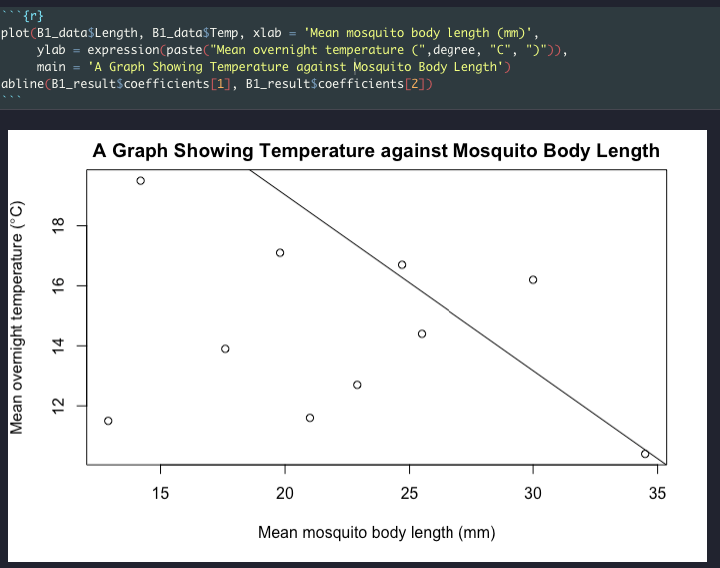 ```{r}
plot(B1_data$Length, B1_data$Temp, xlab = 'Mean mosquito body length (mm)',
ylab = expression(paste("Mean overnight temperature (",degree, "C", ")")),
main = 'A Graph Showing Temperature against Mosquito Body Length')
abline(B1_result$coefficients[1], B1_result$coefficients[2])
```
A Graph Showing Temperature against Mosquito Body Length
Mean overnight temperature (°C)
18
16
14
12
15 20 25 30 35
Mean mosquito body length (mm)